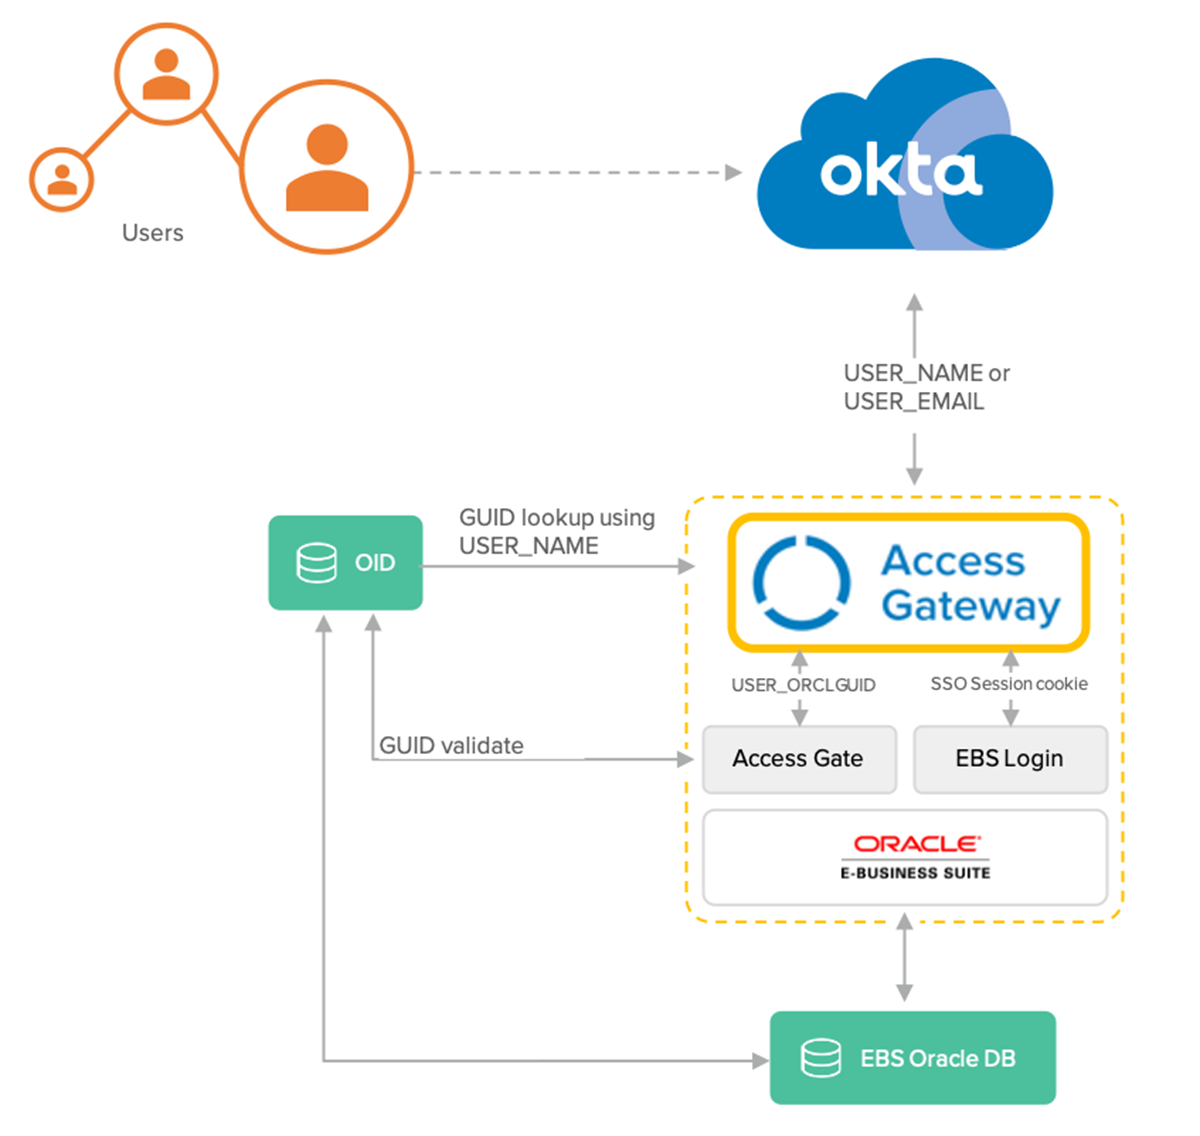 okta
Users
USER_NAME or
USER_EMAIL
GUID lookup using
USER_NAME
OID
Access
Gateway
USER_ORCLGUID
SSO Session cookie
GUID validate
Access Gate
EBS Login
ORACLE
E-BUSINESS SUITE
EBS Oracle DB